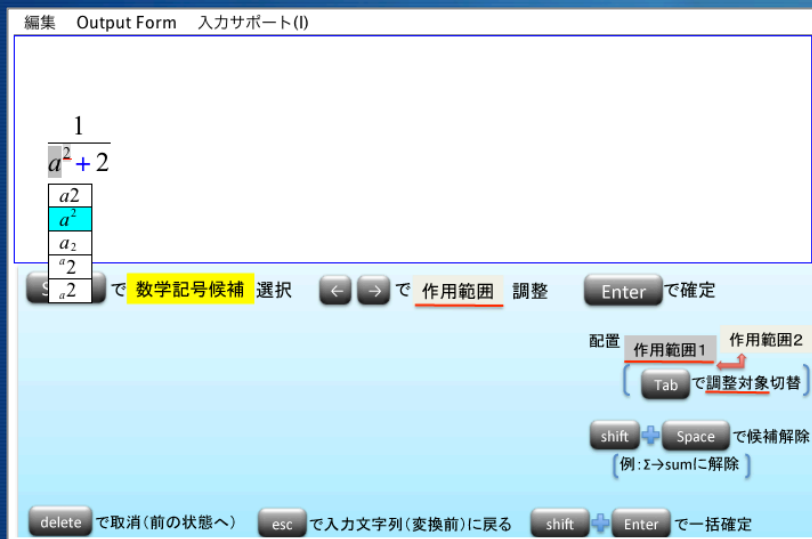 編集 Output Form 入力サポート(I)
1
a² + 2
a2
a²
a₂
ᵃ2
ₐ2
で 数学記号候補 選択 ← → で 作用範囲 調整 Enter で確定
配置 作用範囲1 作用範囲2
Tab で調整対象切替
shift Space で候補解除
例:Σ→sumに解除
delete で取消(前の状態へ) esc で入力文字列(変換前)に戻る shift Enter で一括確定